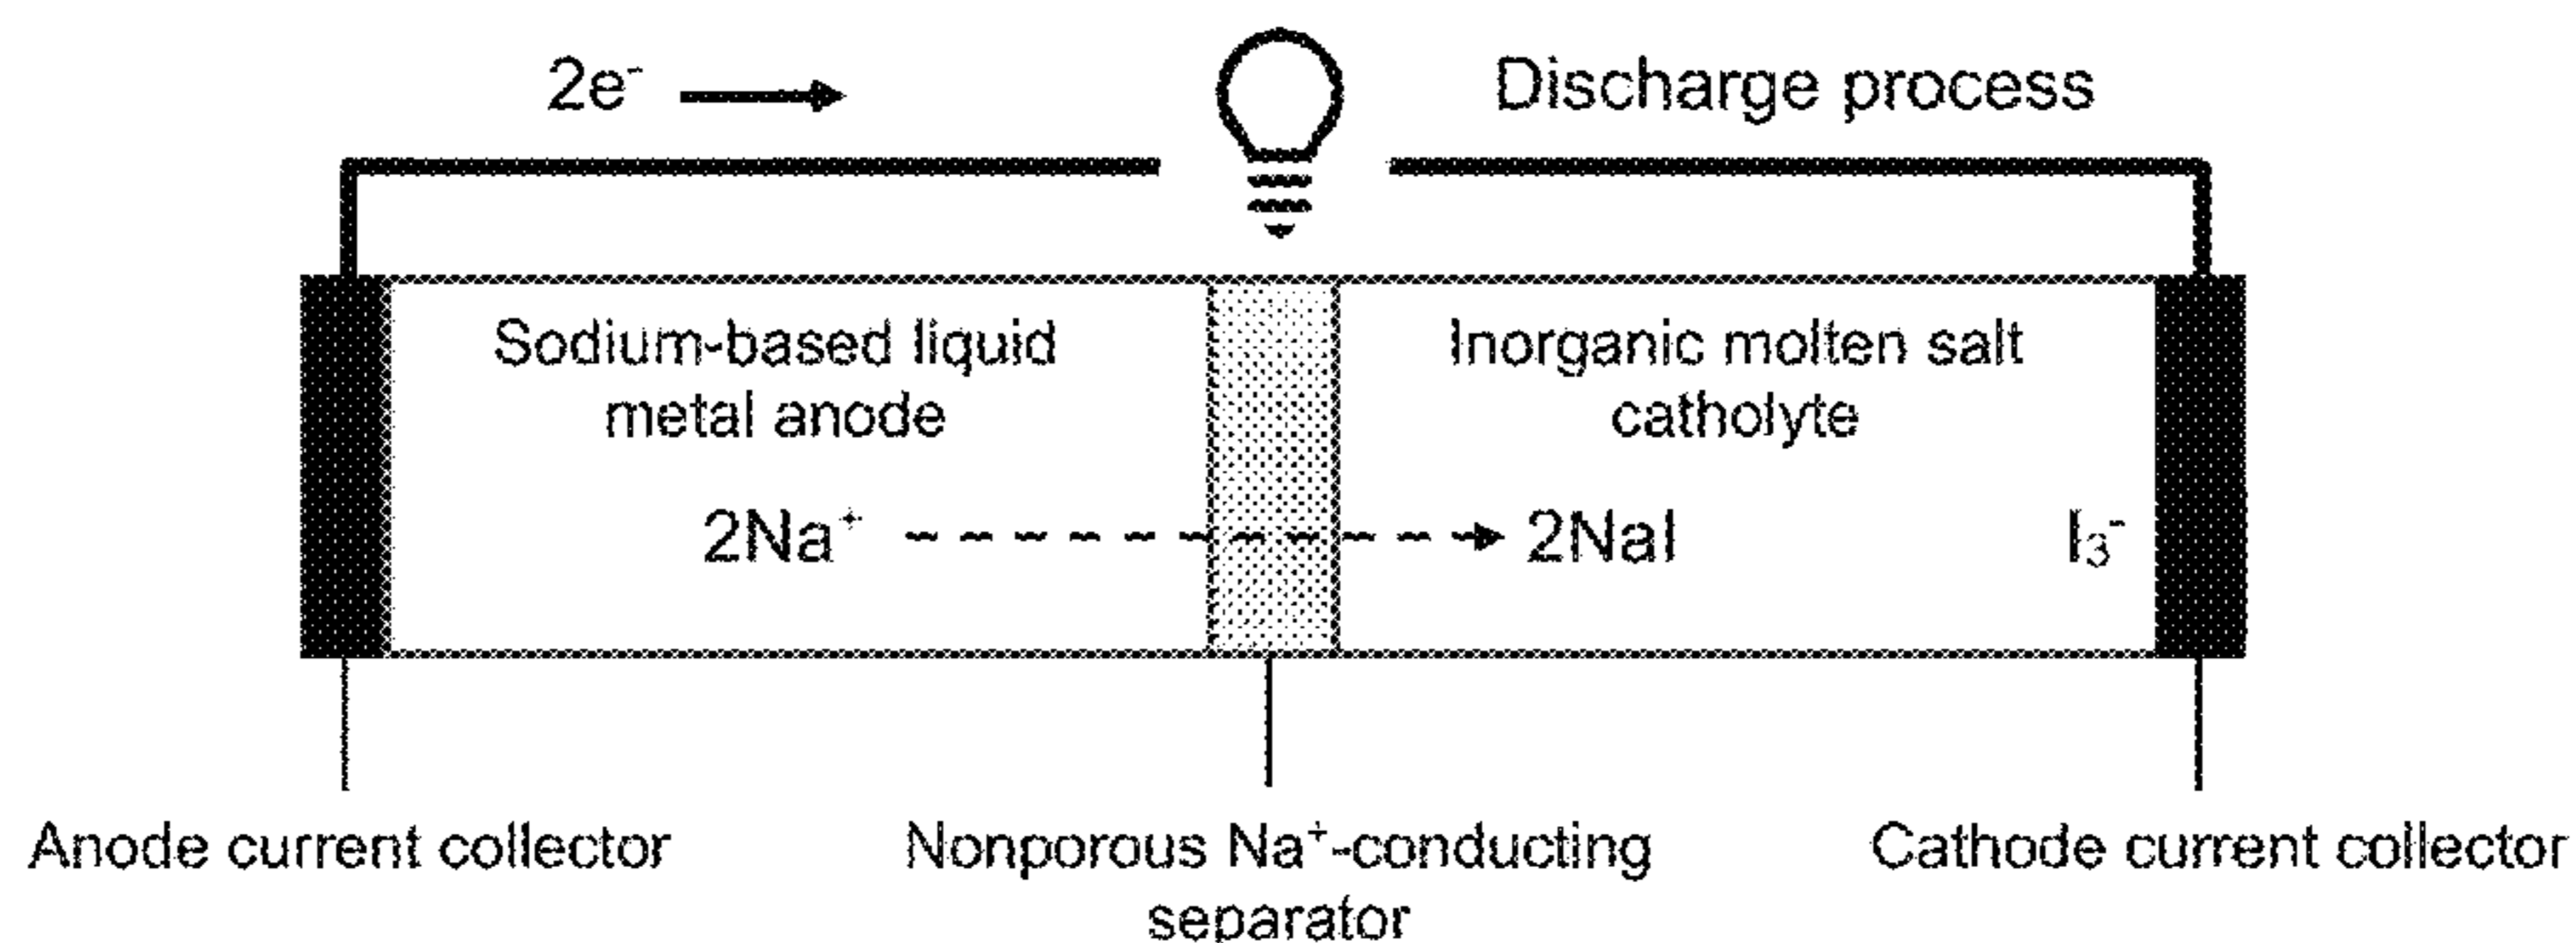 2e⁻
Discharge process
Sodium-based liquid
metal anode
Inorganic molten salt
catholyte
2Na⁺
2NaI
I₃⁻
Anode current collector
Nonporous Na⁺-conducting
separator
Cathode current collector